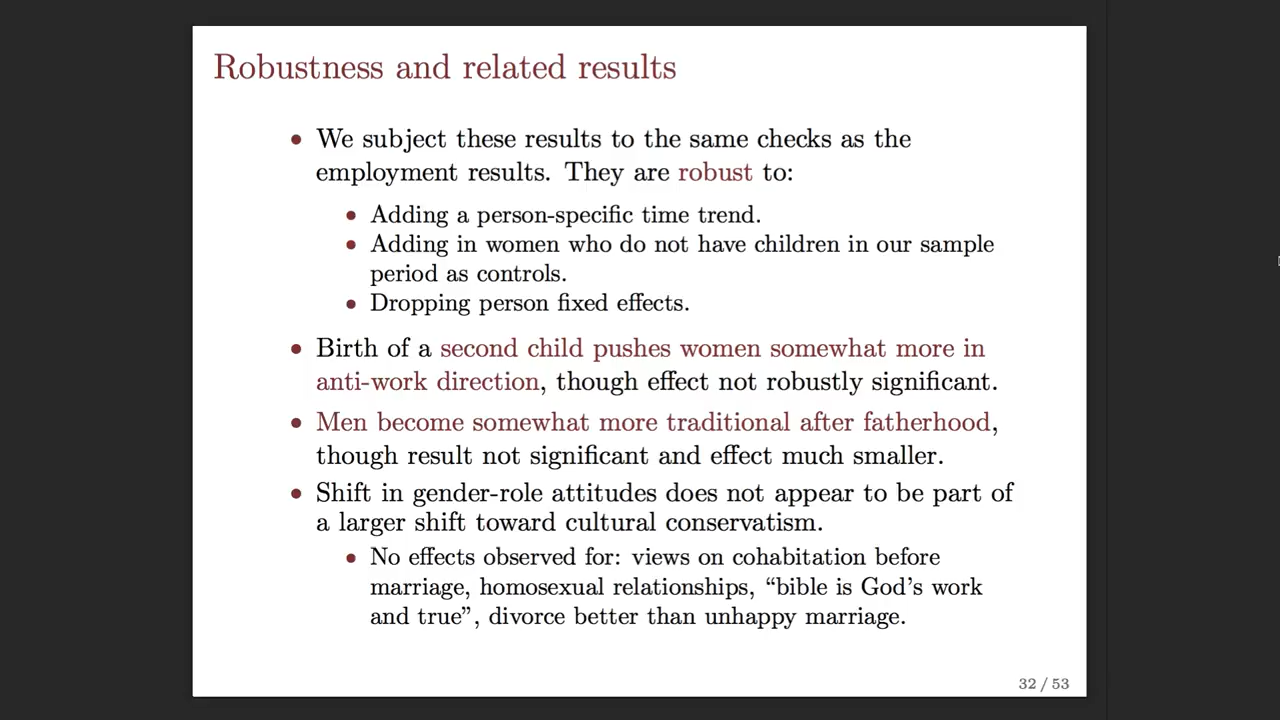 Robustness and related results
• We subject these results to the same checks as the
employment results. They are robust to:
• Adding a person-specific time trend.
• Adding in women who do not have children in our sample
period as controls.
• Dropping person fixed effects.
• Birth of a second child pushes women somewhat more in
anti-work direction, though effect not robustly significant.
• Men become somewhat more traditional after fatherhood,
though result not significant and effect much smaller.
• Shift in gender-role attitudes does not appear to be part of
a larger shift toward cultural conservatism.
• No effects observed for: views on cohabitation before
marriage, homosexual relationships, “bible is God’s work
and true”, divorce better than unhappy marriage.
32 / 53